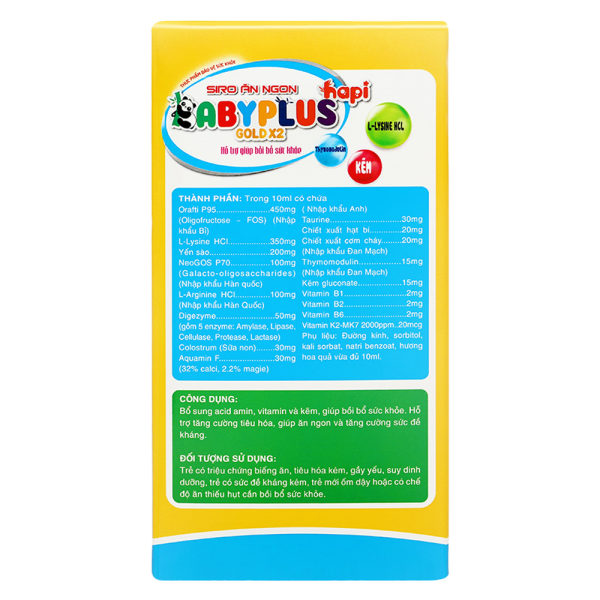 THỰC PHẨM BẢO VỆ SỨC KHỎE
SIRO ĂN NGON hapi
BABYPLUS
GOLD X2
Hỗ trợ giúp bồi bổ sức khỏe
L-LYSINE HCL
Thymomodulin
KẼM
THÀNH PHẦN: Trong 10ml có chứa
Orafti P95...................450mg
(Oligofructose - FOS) (Nhập
khẩu Bỉ)
L-Lysine HCl...................350mg
Yến sào...................200mg
NeoGOS P70...................100mg
(Galacto-oligosaccharides)
(Nhập khẩu Hàn quốc)
L-Arginine HCl...................100mg
(Nhập khẩu Hàn Quốc)
Digezyme...................50mg
(gồm 5 enzyme: Amylase, Lipase,
Cellulase, Protease, Lactase)
Colostrum (Sữa non)...........30mg
Aquamin F...................30mg
(32% calci, 2.2% magie)
( Nhập khẩu Anh)
Taurine...................30mg
Chiết xuất hạt bí...............20mg
Chiết xuất cơm cháy..........20mg
(Nhập khẩu Đan Mạch)
Thymomodulin...................15mg
(Nhập khẩu Đan Mạch)
Kẽm gluconate...................15mg
Vitamin B1...................2mg
Vitamin B2...................2mg
Vitamin B6...................2mg
Vitamin K2-MK7 2000ppm..20mcg
Phụ liệu: Đường kính, sorbitol,
kali sorbat, natri benzoat, hương
hoa quả vừa đủ 10ml.
CÔNG DỤNG:
Bổ sung acid amin, vitamin và kẽm, giúp bồi bổ sức khỏe. Hỗ
trợ tăng cường tiêu hóa, giúp ăn ngon và tăng cường sức đề
kháng.
ĐỐI TƯỢNG SỬ DỤNG:
Trẻ có triệu chứng biếng ăn, tiêu hóa kém, gầy yếu, suy dinh
dưỡng, trẻ có sức đề kháng kém, trẻ mới ốm dậy hoặc có chế
độ ăn thiếu hụt cần bồi bổ sức khỏe.